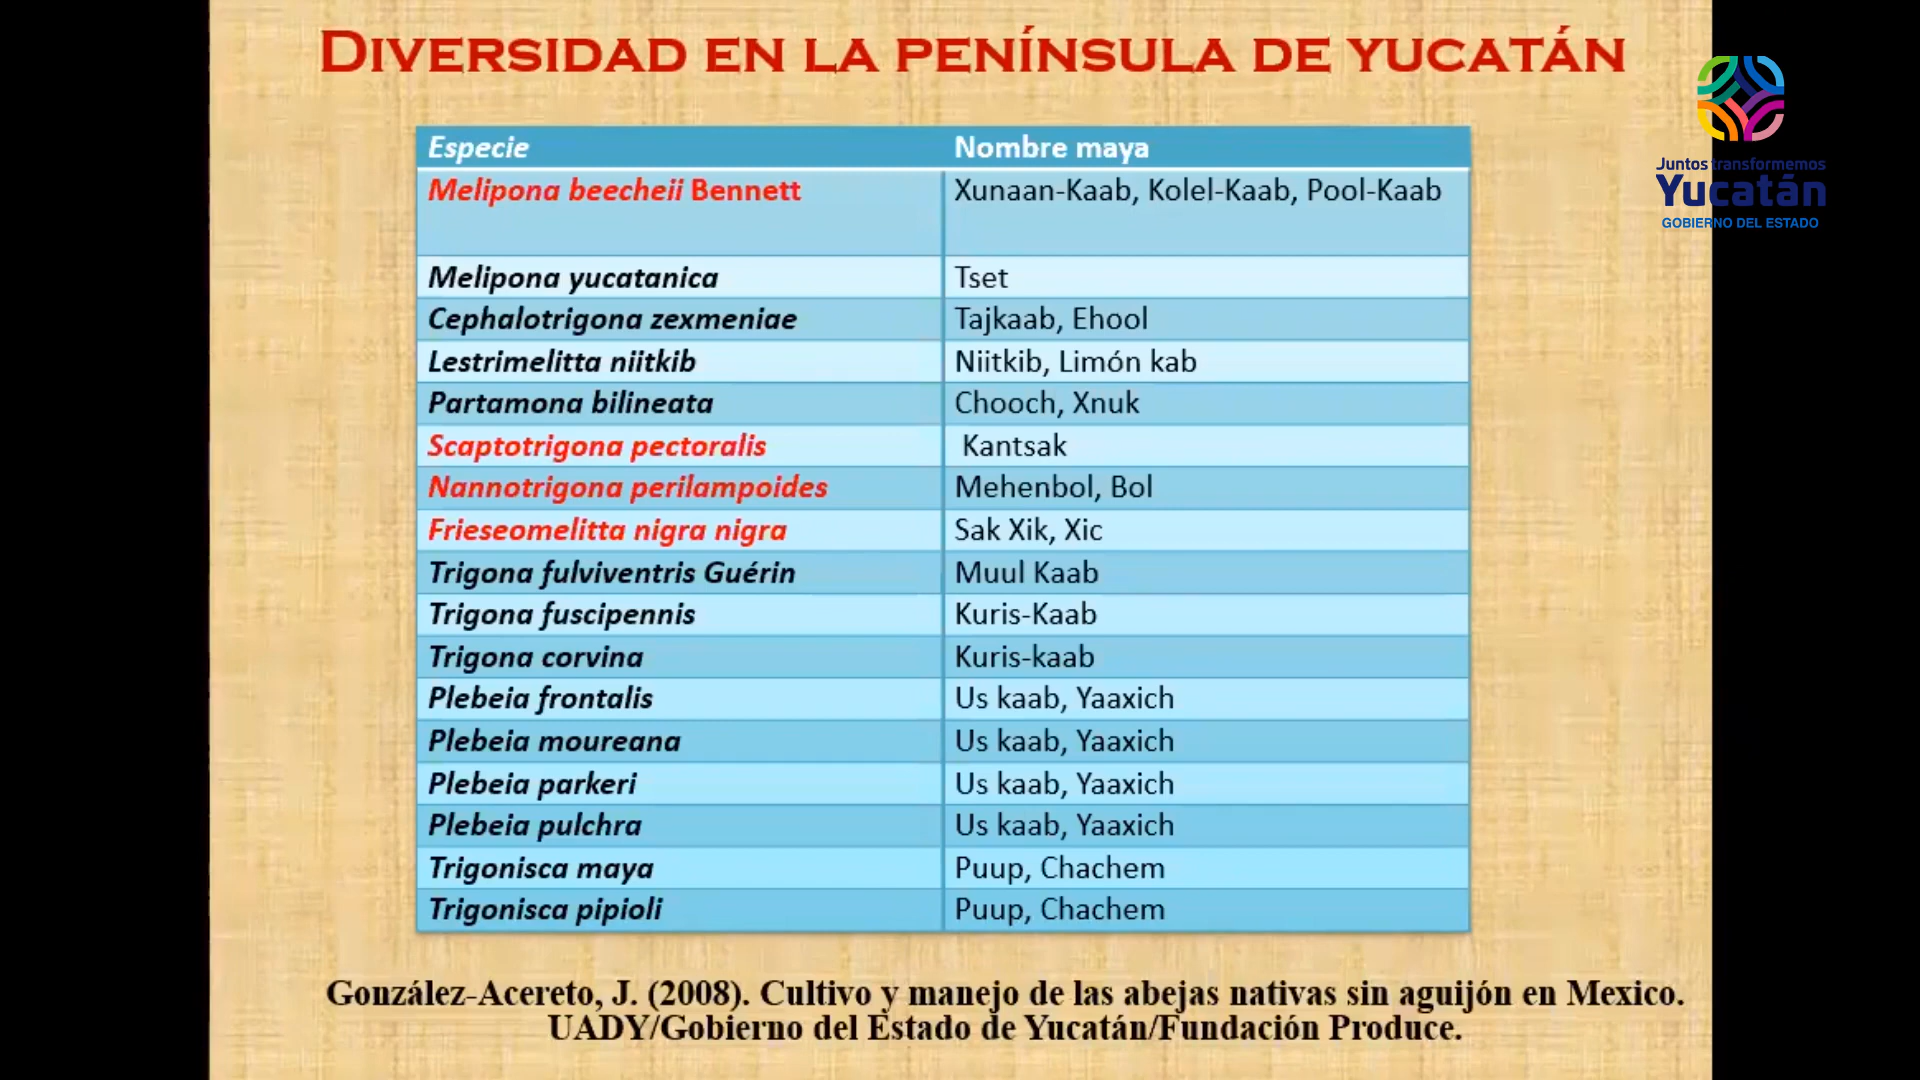 DIVERSIDAD EN LA PENÍNSULA DE YUCATÁN
Juntos transformemos
Yucatán
GOBIERNO DEL ESTADO
Especie Nombre maya
Melipona beecheii Bennett Xunaan-Kaab, Kolel-Kaab, Pool-Kaab
Melipona yucatanica Tset
Cephalotrigona zexmeniae Tajkaab, Ehool
Lestrimelitta niitkib Niitkib, Limón kab
Partamona bilineata Chooch, Xnuk
Scaptotrigona pectoralis Kantsak
Nannotrigona perilampoides Mehenbol, Bol
Frieseomelitta nigra nigra Sak Xik, Xic
Trigona fulviventris Guérin Muul Kaab
Trigona fuscipennis Kuris-Kaab
Trigona corvina Kuris-kaab
Plebeia frontalis Us kaab, Yaaxich
Plebeia moureana Us kaab, Yaaxich
Plebeia parkeri Us kaab, Yaaxich
Plebeia pulchra Us kaab, Yaaxich
Trigonisca maya Puup, Chachem
Trigonisca pipioli Puup, Chachem
González-Acereto, J. (2008). Cultivo y manejo de las abejas nativas sin aguijón en Mexico.
UADY/Gobierno del Estado de Yucatán/Fundación Produce.